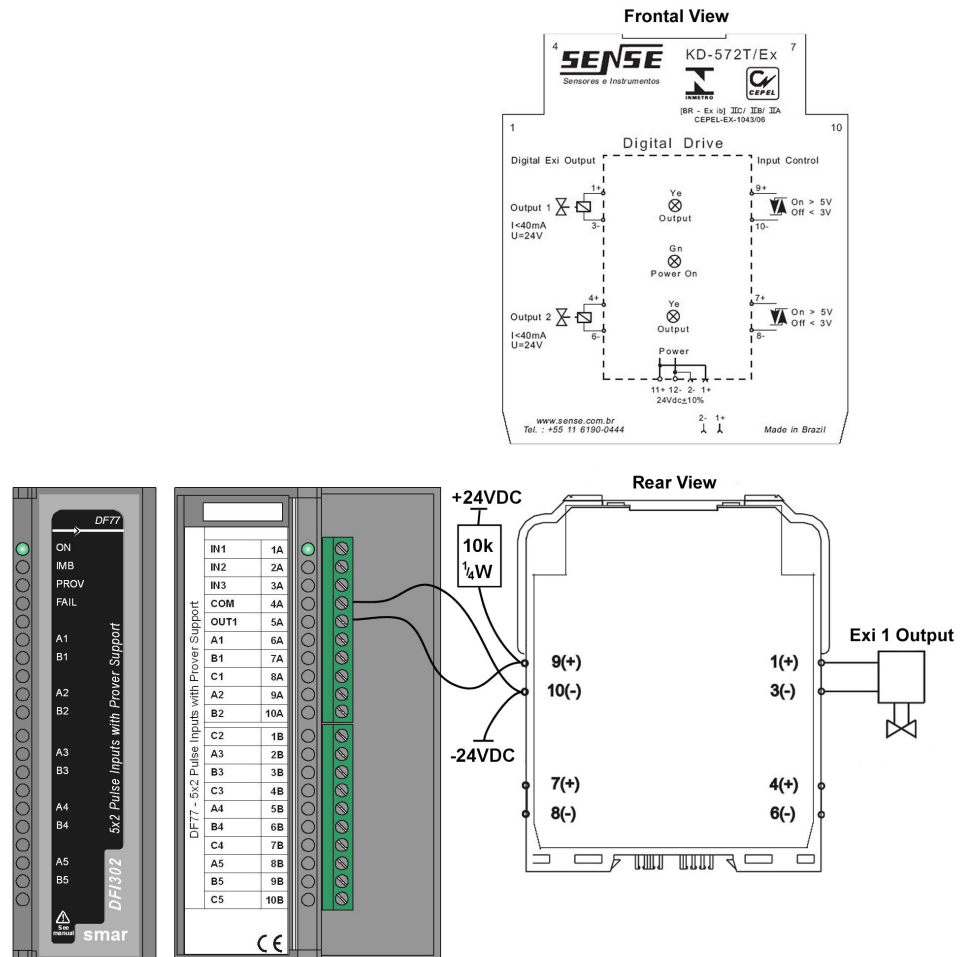 Frontal View
4
SENSE
Sensores e Instrumentos
KD-572T/Ex
7
INMETRO
CEPEL
[BR - Ex ib] IIC/ IIB/ IIA
CEPEL-EX-1043/06
1
10
Digital Drive
Digital Exi Output
Input Control
1+
Ye
9+
Output 1
Output
On > 5V
Off < 3V
I<40mA
U=24V
3-
10-
Gn
Power On
4+
Ye
7+
Output 2
Output
On > 5V
Off < 3V
I<40mA
U=24V
6-
8-
Power
11+ 12- 2- 1+
24Vdc±10%
www.sense.com.br
Tel. : +55 11 6190-0444
2- 1+
Made in Brazil
DF77
ON
IMB
PROV
FAIL
A1
B1
A2
B2
A3
B3
A4
B4
A5
B5
5x2 Pulse Inputs with Prover Support
DFI302
See
manual
smar
DF77 - 5x2 Pulse Inputs with Prover Support
IN1 1A
IN2 2A
IN3 3A
COM 4A
OUT1 5A
A1 6A
B1 7A
C1 8A
A2 9A
B2 10A
C2 1B
A3 2B
B3 3B
C3 4B
A4 5B
B4 6B
C4 7B
A5 8B
B5 9B
C5 10B
CE
Rear View
+24VDC
10k
¼W
-24VDC
9(+)
10(-)
7(+)
8(-)
1(+)
3(-)
4(+)
6(-)
Exi 1 Output